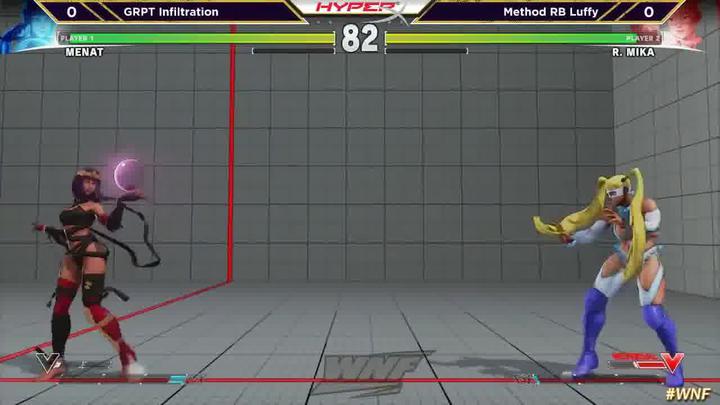 0 GRPT Infiltration HYPER Method RB Luffy 0
PLAYER 1 82 PLAYER 2
MENAT R. MIKA
WNF
#WNF